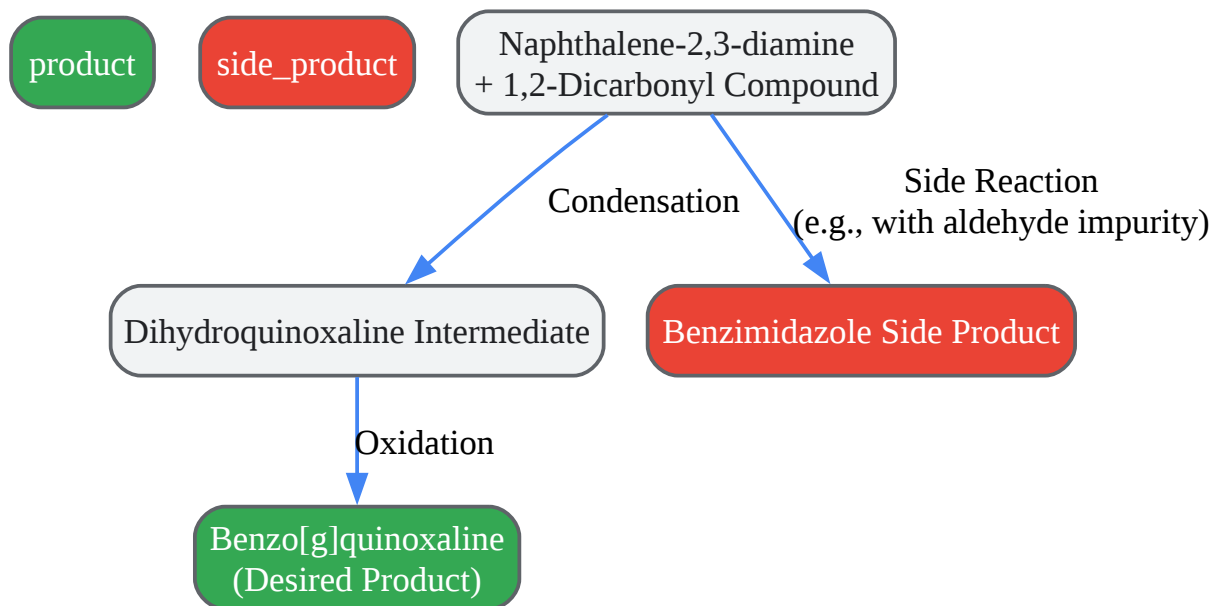 product
side_product
Naphthalene-2,3-diamine
+ 1,2-Dicarbonyl Compound
Condensation
Side Reaction
(e.g., with aldehyde impurity)
Dihydroquinoxaline Intermediate
Benzimidazole Side Product
Oxidation
Benzo[g]quinoxaline
(Desired Product)